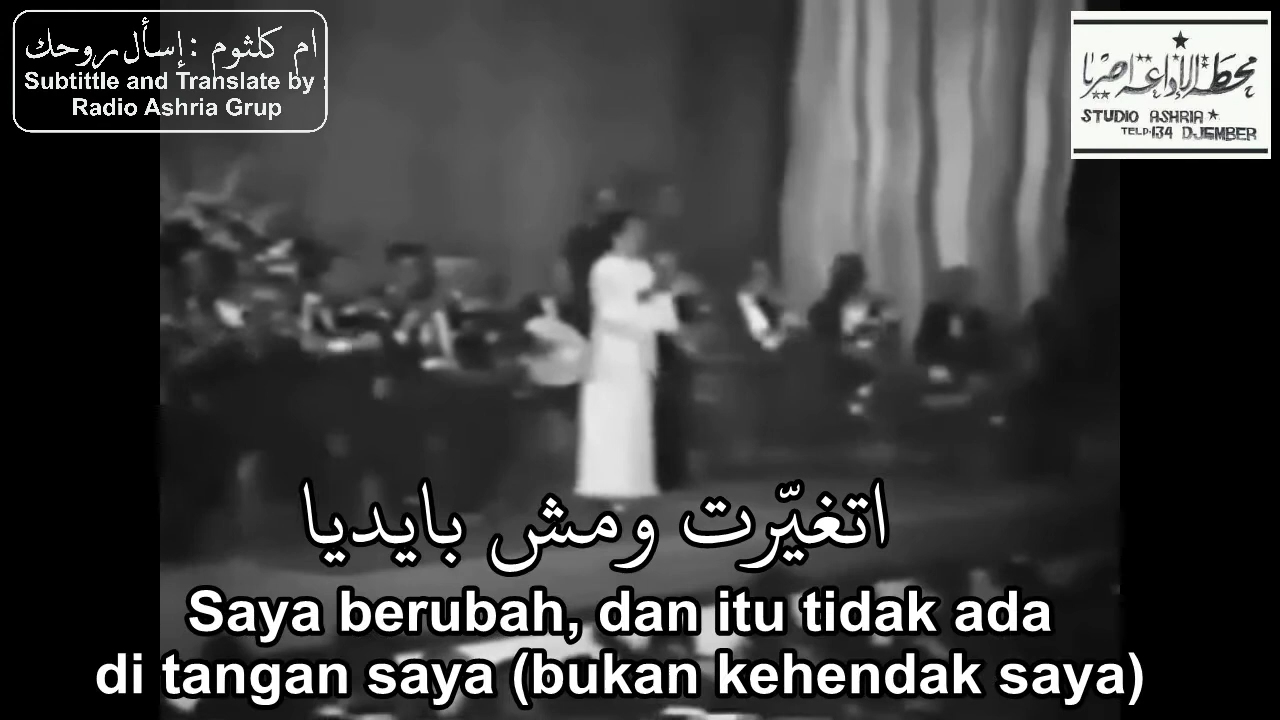 ام كلثوم : إسأل روحك
Subtittle and Translate by :
Radio Ashria Grup
محطة الإذاعة اصريا
STUDIO ASHRIA
TELP. 134 DJEMBER
اتغيّرت ومش بايديا
Saya berubah, dan itu tidak ada
di tangan saya (bukan kehendak saya)